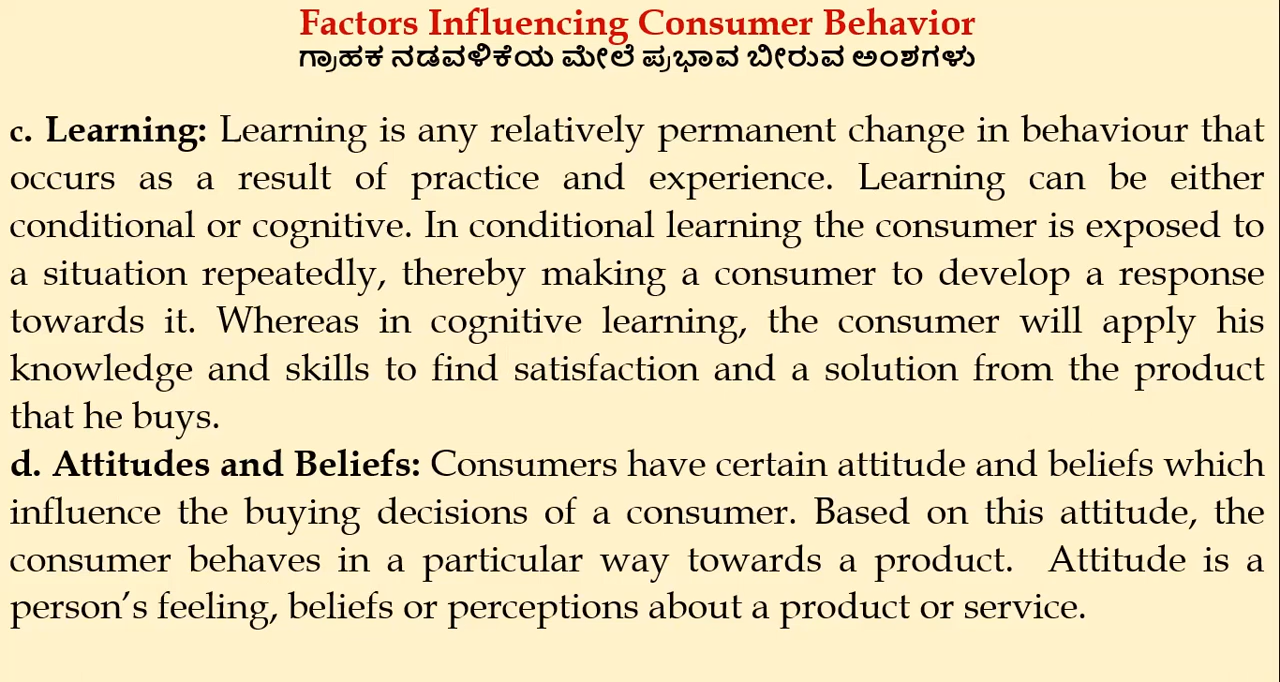 Factors Influencing Consumer Behavior
ಗ್ರಾಹಕ ನಡವಳಿಕೆಯ ಮೇಲೆ ಪ್ರಭಾವ ಬೀರುವ ಅಂಶಗಳು
c. Learning: Learning is any relatively permanent change in behaviour that
occurs as a result of practice and experience. Learning can be either
conditional or cognitive. In conditional learning the consumer is exposed to
a situation repeatedly, thereby making a consumer to develop a response
towards it. Whereas in cognitive learning, the consumer will apply his
knowledge and skills to find satisfaction and a solution from the product
that he buys.
d. Attitudes and Beliefs: Consumers have certain attitude and beliefs which
influence the buying decisions of a consumer. Based on this attitude, the
consumer behaves in a particular way towards a product.  Attitude is a
person’s feeling, beliefs or perceptions about a product or service.